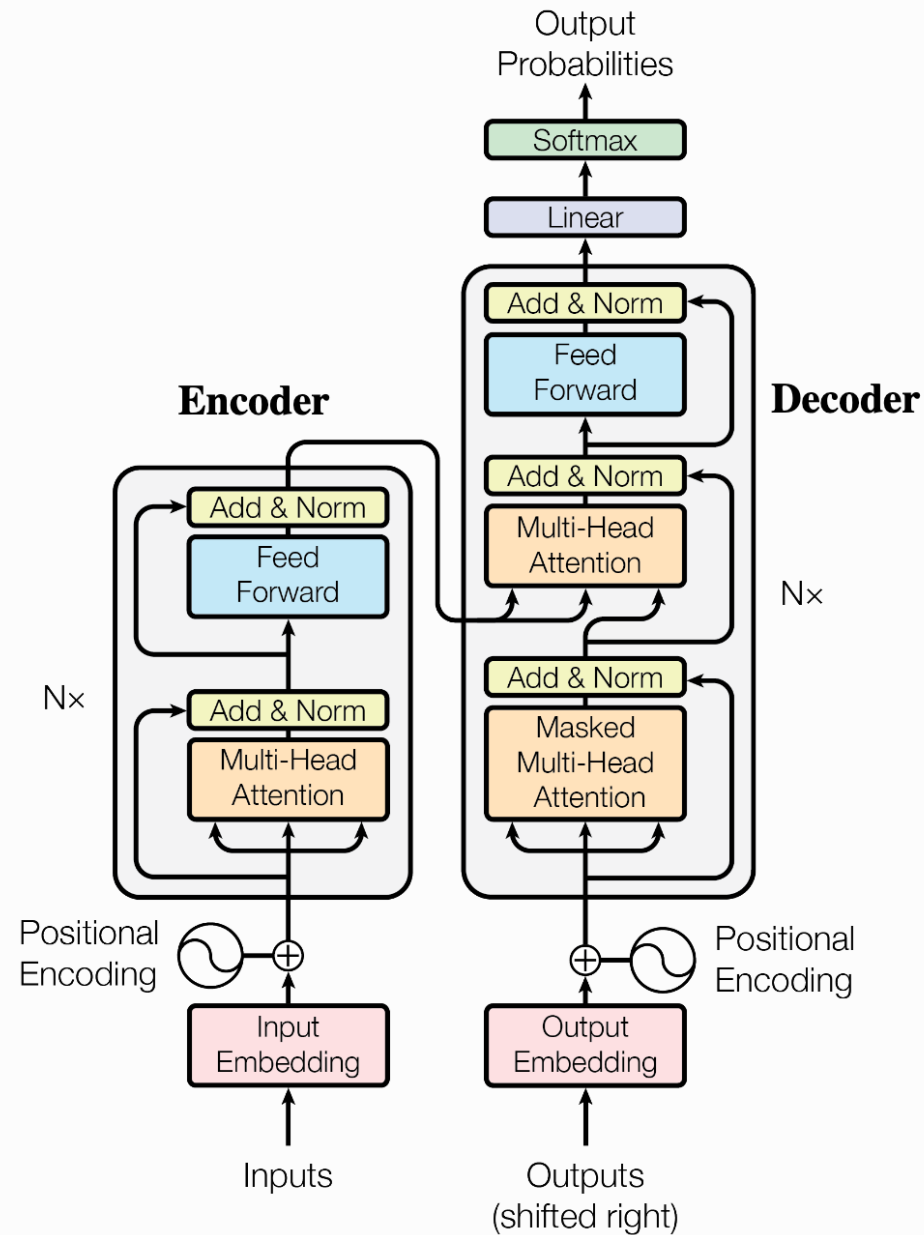 Output
Probabilities
Softmax
Linear
Add & Norm
Feed
Forward
Add & Norm
Multi-Head
Attention
Add & Norm
Masked
Multi-Head
Attention
Decoder
N×
Encoder
Add & Norm
Feed
Forward
Add & Norm
Multi-Head
Attention
N×
Positional
Encoding
Input
Embedding
Inputs
Positional
Encoding
Output
Embedding
Outputs
(shifted right)